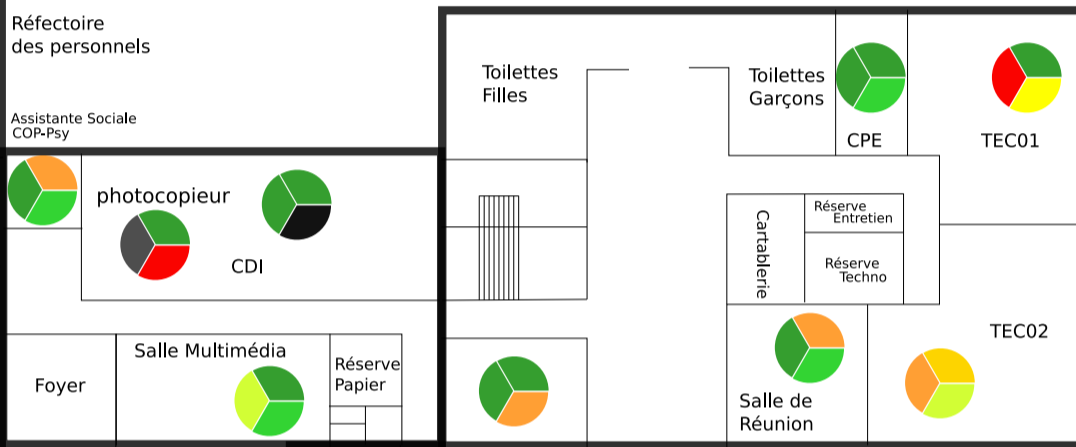 Réfectoire
des personnels
Assistante Sociale
COP-Psy
photocopieur
CDI
Foyer
Salle Multimédia
Réserve
Papier
Toilettes
Filles
Toilettes
Garçons
CPE
TEC01
Cartablerie
Réserve
Entretien
Réserve
Techno
TEC02
Salle de
Réunion